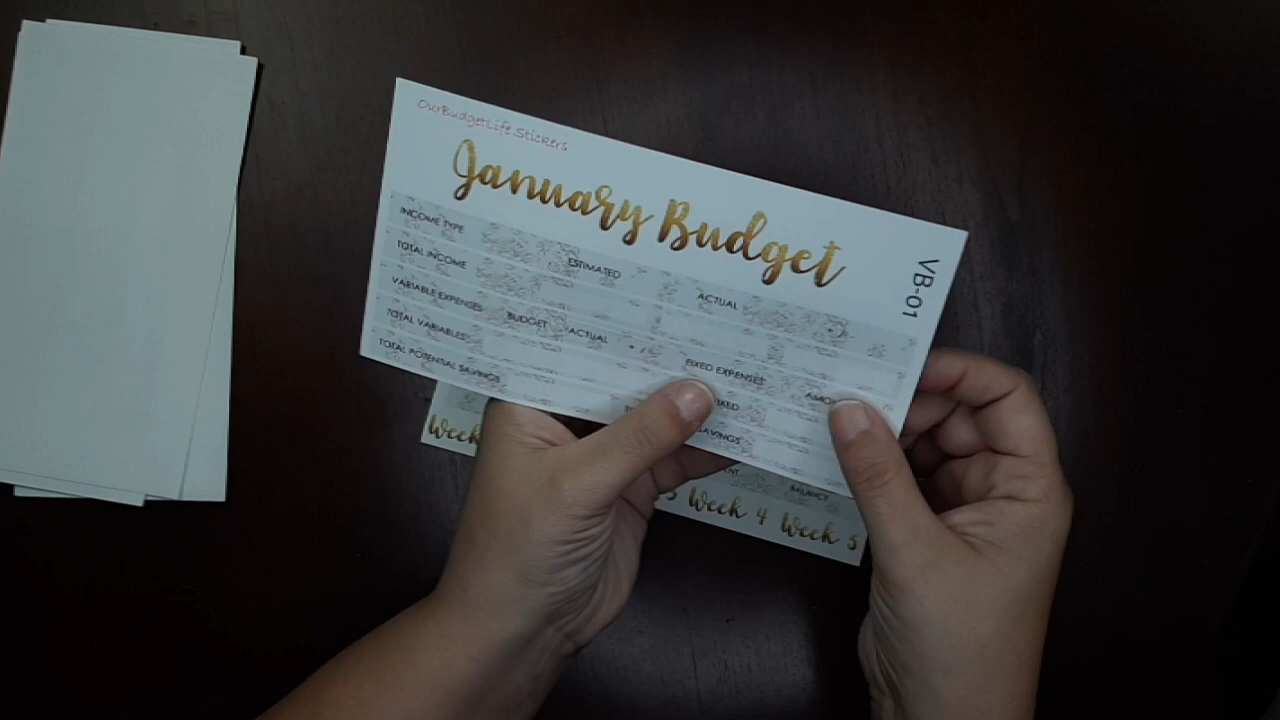 OurBudgetLife Stickers
January Budget
VB-01
INCOME TYPE ESTIMATED ACTUAL
TOTAL INCOME
VARIABLE EXPENSES BUDGET ACTUAL FIXED EXPENSES
TOTAL VARIABLES FIXED
TOTAL POTENTIAL SAVINGS SAVINGS
BALANCE
Week Week 4 Week 5